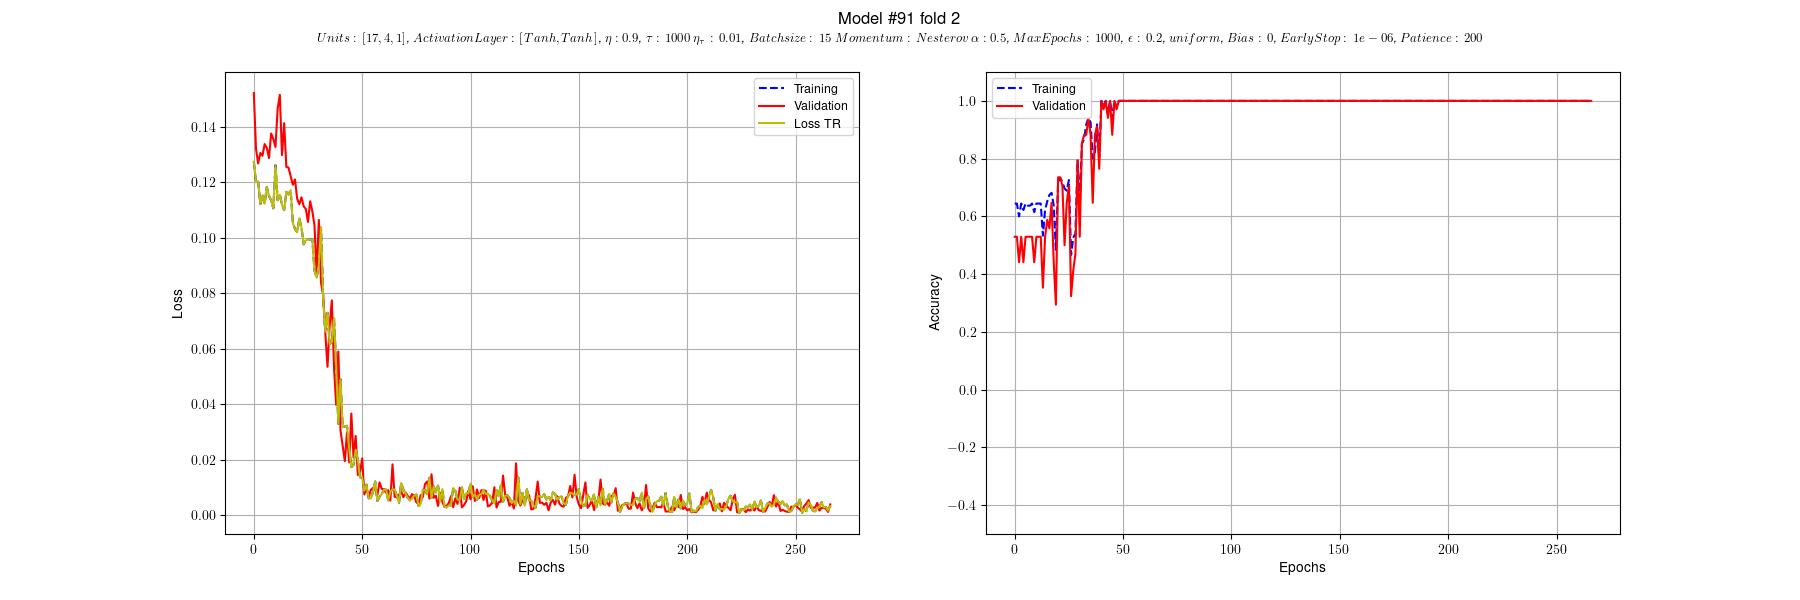 Model #91 fold 2
Units : [17, 4, 1], ActivationLayer : [Tanh, Tanh], η : 0.9, τ : 1000 η_τ : 0.01, Batchsize : 15 Momentum : Nesterov α : 0.5, MaxEpochs : 1000, ϵ : 0.2, uniform, Bias : 0, EarlyStop : 1e − 06, Patience : 200
Training
Validation
Loss TR
0.14
0.12
0.10
0.08
0.06
0.04
0.02
0.00
Loss
0 50 100 150 200 250
Epochs
Training
Validation
1.0
0.8
0.6
0.4
0.2
0.0
−0.2
−0.4
Accuracy
0 50 100 150 200 250
Epochs